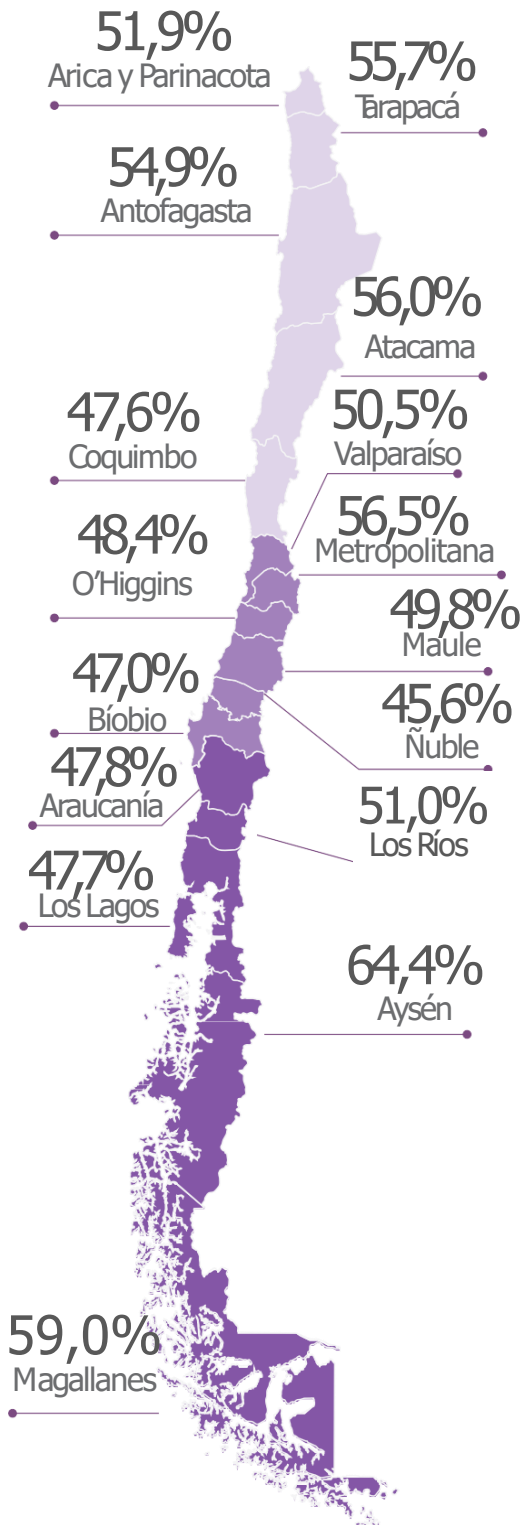 51,9%
Arica y Parinacota
55,7%
Tarapacá
54,9%
Antofagasta
56,0%
Atacama
47,6%
Coquimbo
50,5%
Valparaíso
48,4%
O'Higgins
56,5%
Metropolitana
49,8%
Maule
47,0%
Bíobio
45,6%
Ñuble
47,8%
Araucanía
51,0%
Los Ríos
47,7%
Los Lagos
64,4%
Aysén
59,0%
Magallanes